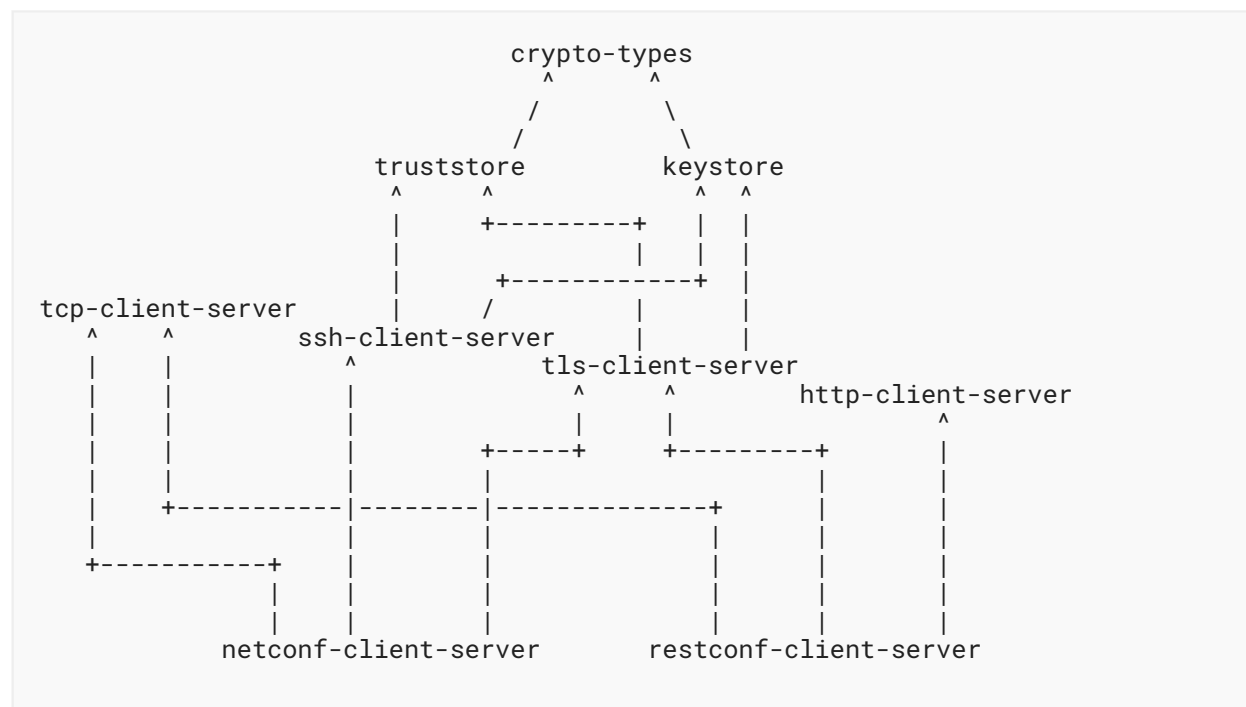 crypto-types
truststore keystore
tcp-client-server
ssh-client-server
tls-client-server
http-client-server
netconf-client-server restconf-client-server